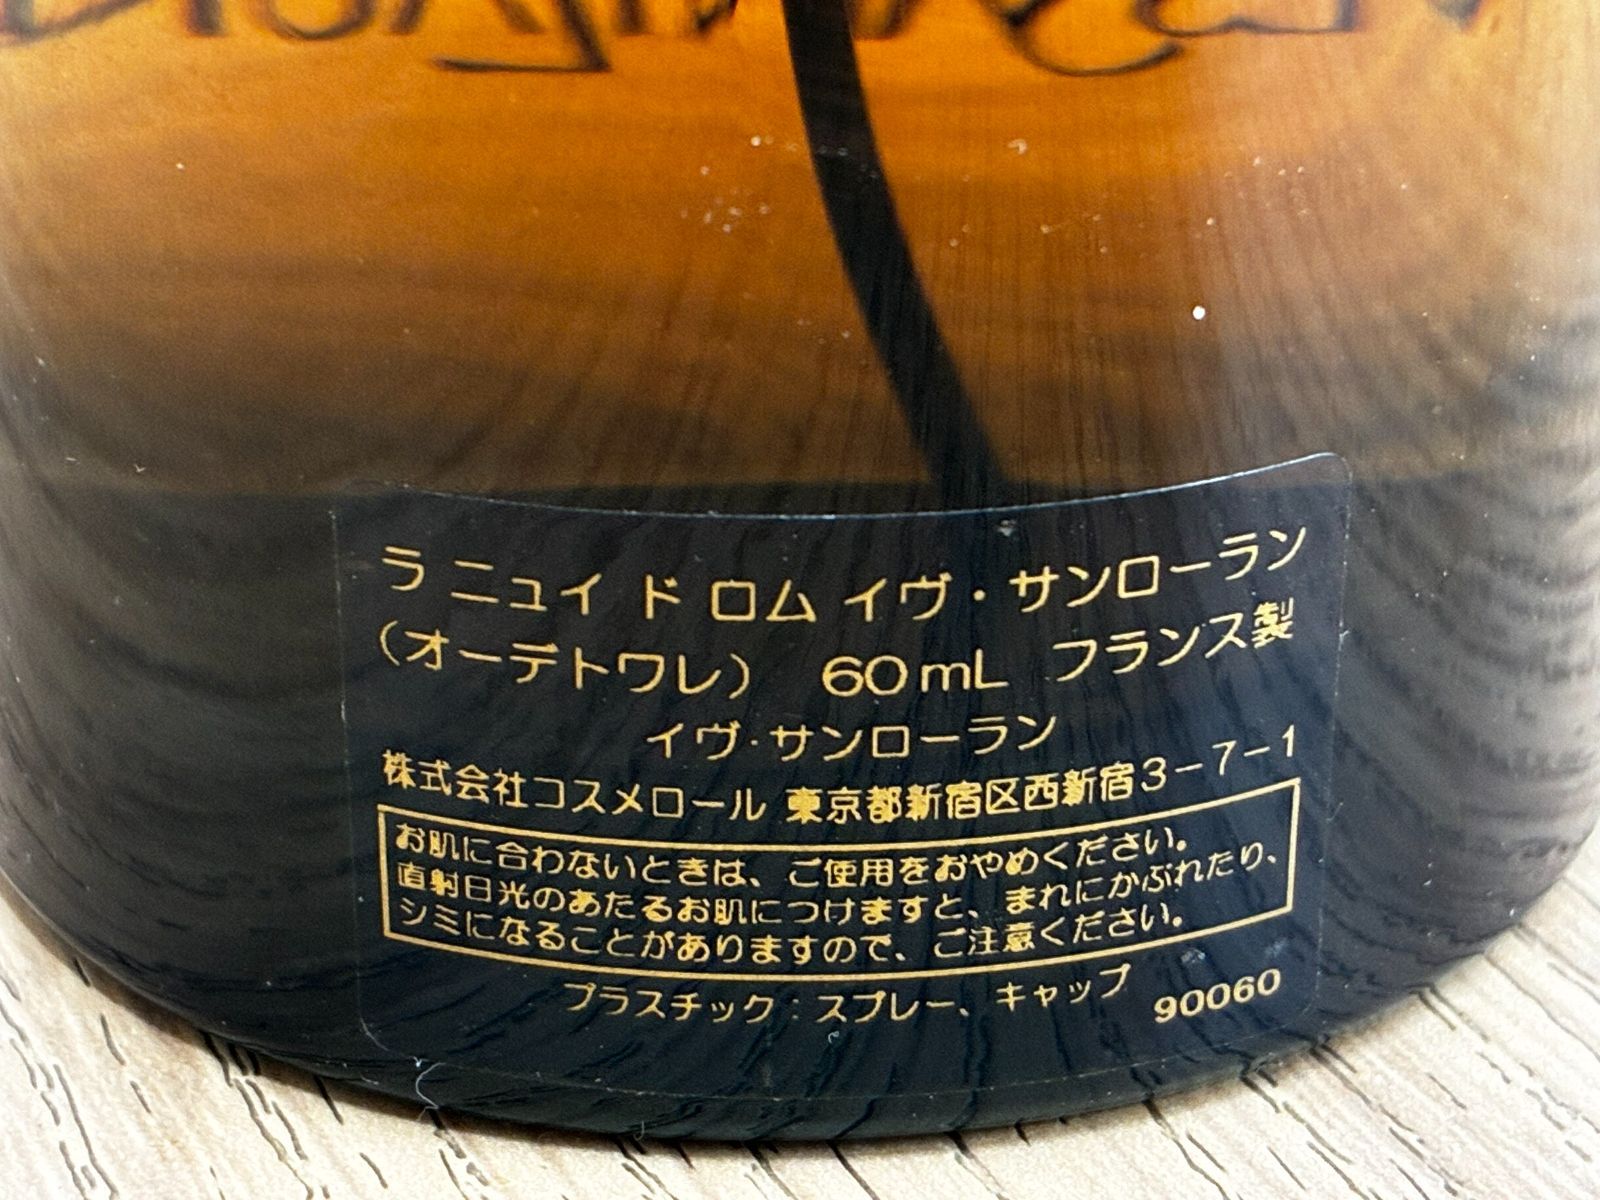 ラ ニュイ ド ロム イヴ・サンローラン
(オーデトワレ) 60mL フランス製
イヴ・サンローラン
株式会社コスメロール 東京都新宿区西新宿3-7-1
お肌に合わないときは、ご使用をおやめください。
直射日光のあたるお肌につけますと、まれにかぶれたり、
シミになることがありますので、ご注意ください。
プラスチック:スプレー、キャップ
90060